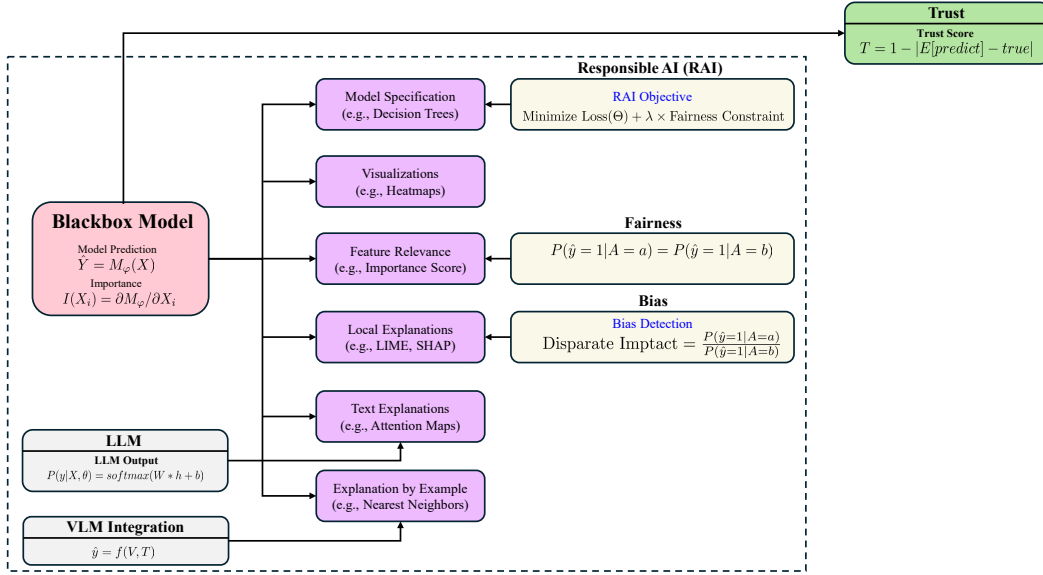 Trust
Trust Score
T = 1 − |E[predict] − true|
Responsible AI (RAI)
Model Specification
(e.g., Decision Trees)
RAI Objective
Minimize Loss(Θ) + λ × Fairness Constraint
Visualizations
(e.g., Heatmaps)
Blackbox Model
Model Prediction
Ŷ = M_φ(X)
Importance
I(X_i) = ∂M_φ/∂X_i
Fairness
Feature Relevance
(e.g., Importance Score)
P(ŷ = 1|A = a) = P(ŷ = 1|A = b)
Bias
Local Explanations
(e.g., LIME, SHAP)
Bias Detection
Disparate Imptact = P(ŷ=1|A=a) / P(ŷ=1|A=b)
Text Explanations
(e.g., Attention Maps)
LLM
LLM Output
P(y|X, θ) = softmax(W * h + b)
Explanation by Example
(e.g., Nearest Neighbors)
VLM Integration
ŷ = f(V, T)